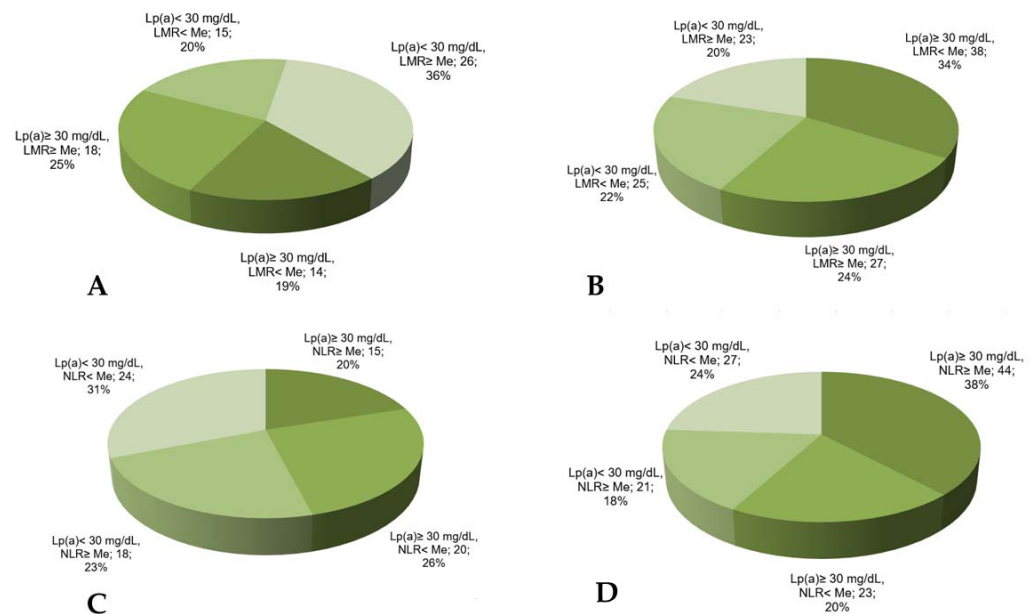 Lp(a)< 30 mg/dL,
LMR< Me; 15;
20%
Lp(a)< 30 mg/dL,
LMR≥ Me; 26;
36%
Lp(a)≥ 30 mg/dL,
LMR≥ Me; 18;
25%
Lp(a)≥ 30 mg/dL,
LMR< Me; 14;
19%
A
Lp(a)< 30 mg/dL,
LMR≥ Me; 23;
20%
Lp(a)≥ 30 mg/dL,
LMR< Me; 38;
34%
Lp(a)< 30 mg/dL,
LMR< Me; 25;
22%
Lp(a)≥ 30 mg/dL,
LMR≥ Me; 27;
24%
B
Lp(a)≥ 30 mg/dL,
NLR≥ Me; 15;
20%
Lp(a)< 30 mg/dL,
NLR< Me; 24;
31%
Lp(a)< 30 mg/dL,
NLR≥ Me; 18;
23%
Lp(a)≥ 30 mg/dL,
NLR< Me; 20;
26%
C
Lp(a)< 30 mg/dL,
NLR< Me; 27;
24%
Lp(a)≥ 30 mg/dL,
NLR≥ Me; 44;
38%
Lp(a)< 30 mg/dL,
NLR≥ Me; 21;
18%
Lp(a)≥ 30 mg/dL,
NLR< Me; 23;
20%
D